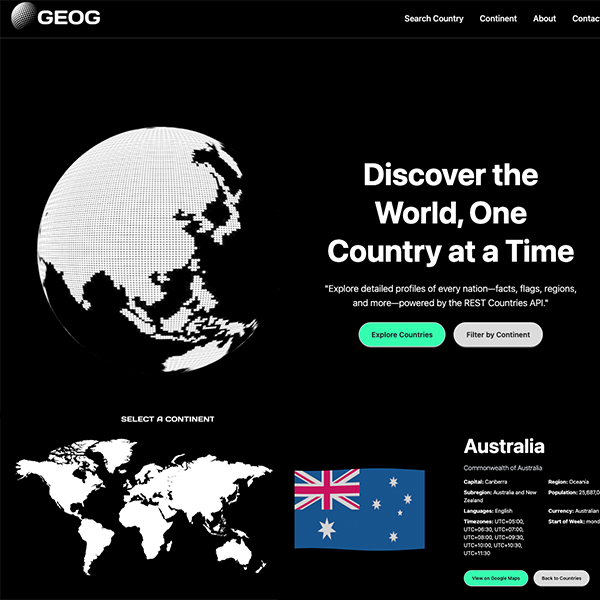 GEOG
Search Country Continent About
Discover the
World, One
Country at a Time
"Explore detailed profiles of every nation—facts, flags, regions,
and more—powered by the REST Countries API."
Explore Countries Filter by Continent
SELECT A CONTINENT
Australia
Commonwealth of Australia
Capital: Canberra Region: Oceania
Subregion: Australia and New Zealand Population: 25,687,0
Languages: English Currency: Australian
Timezones: UTC+05:00, Start of Week: mond
UTC+06:30, UTC+07:00,
UTC+08:00, UTC+09:30,
UTC+10:00, UTC+10:30,
UTC+11:30
View on Google Maps Back to Countries